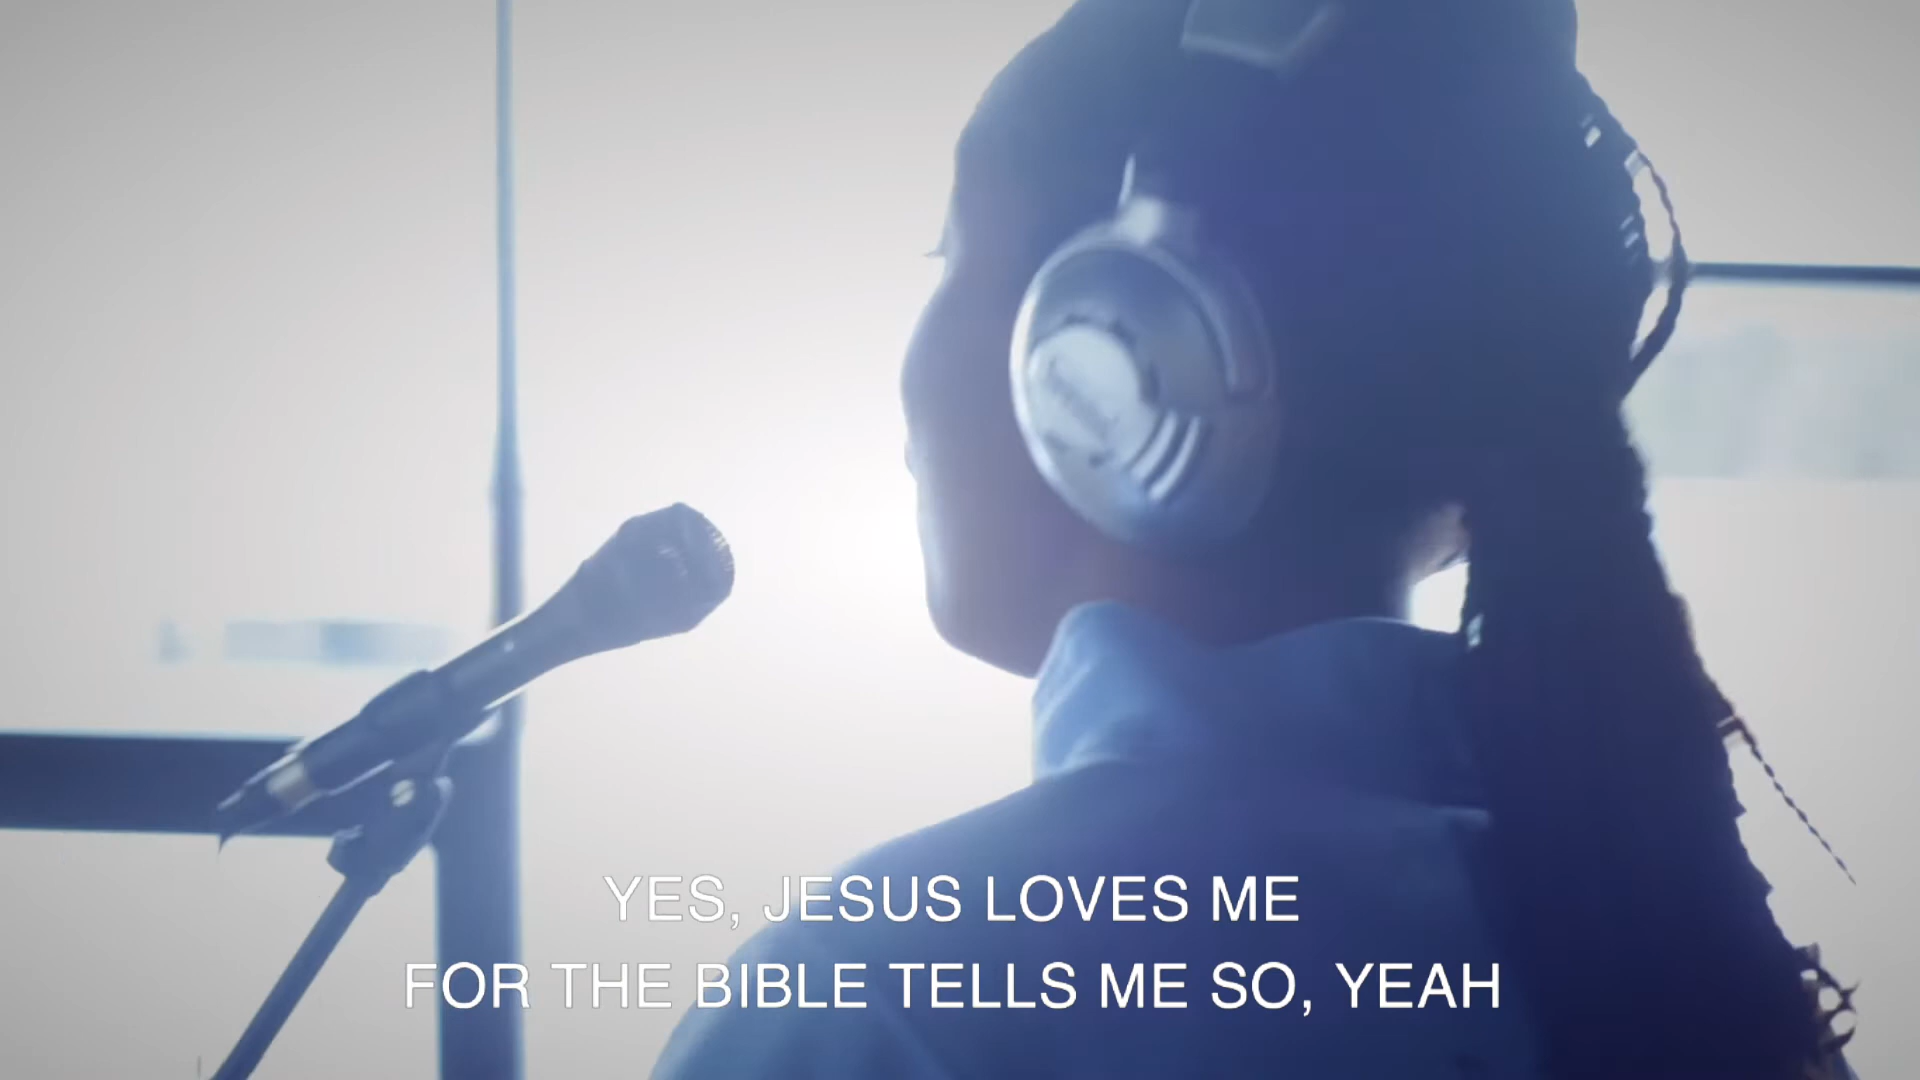 YES, JESUS LOVES ME
FOR THE BIBLE TELLS ME SO, YEAH